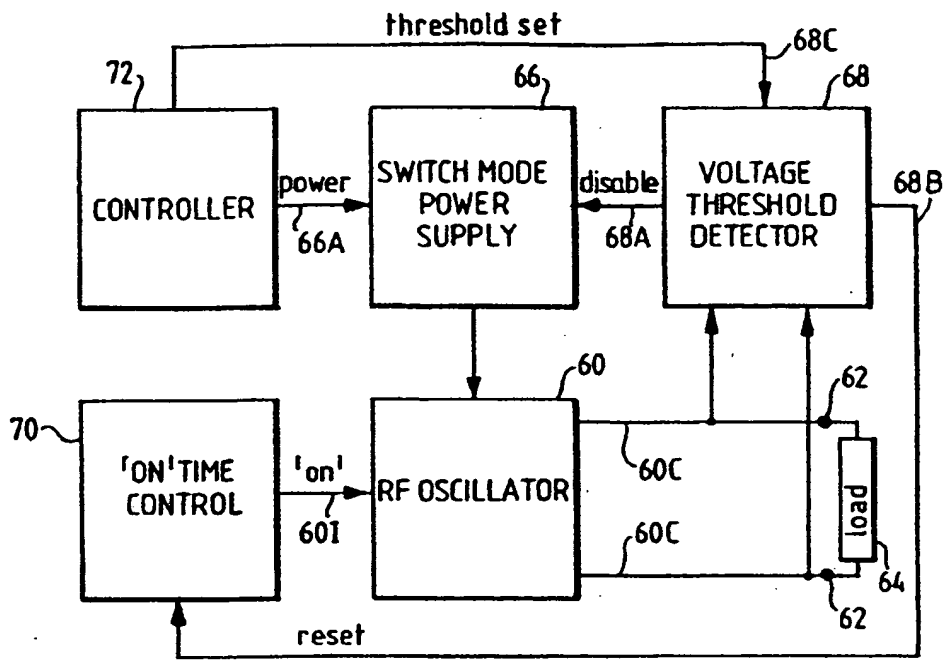 threshold set
68C
72
66
68
CONTROLLER
power
66A
SWITCH MODE
POWER
SUPPLY
disable
68A
VOLTAGE
THRESHOLD
DETECTOR
68B
60
62
70
'ON' TIME
CONTROL
'on'
60I
RF OSCILLATOR
60C
60C
load
64
62
reset